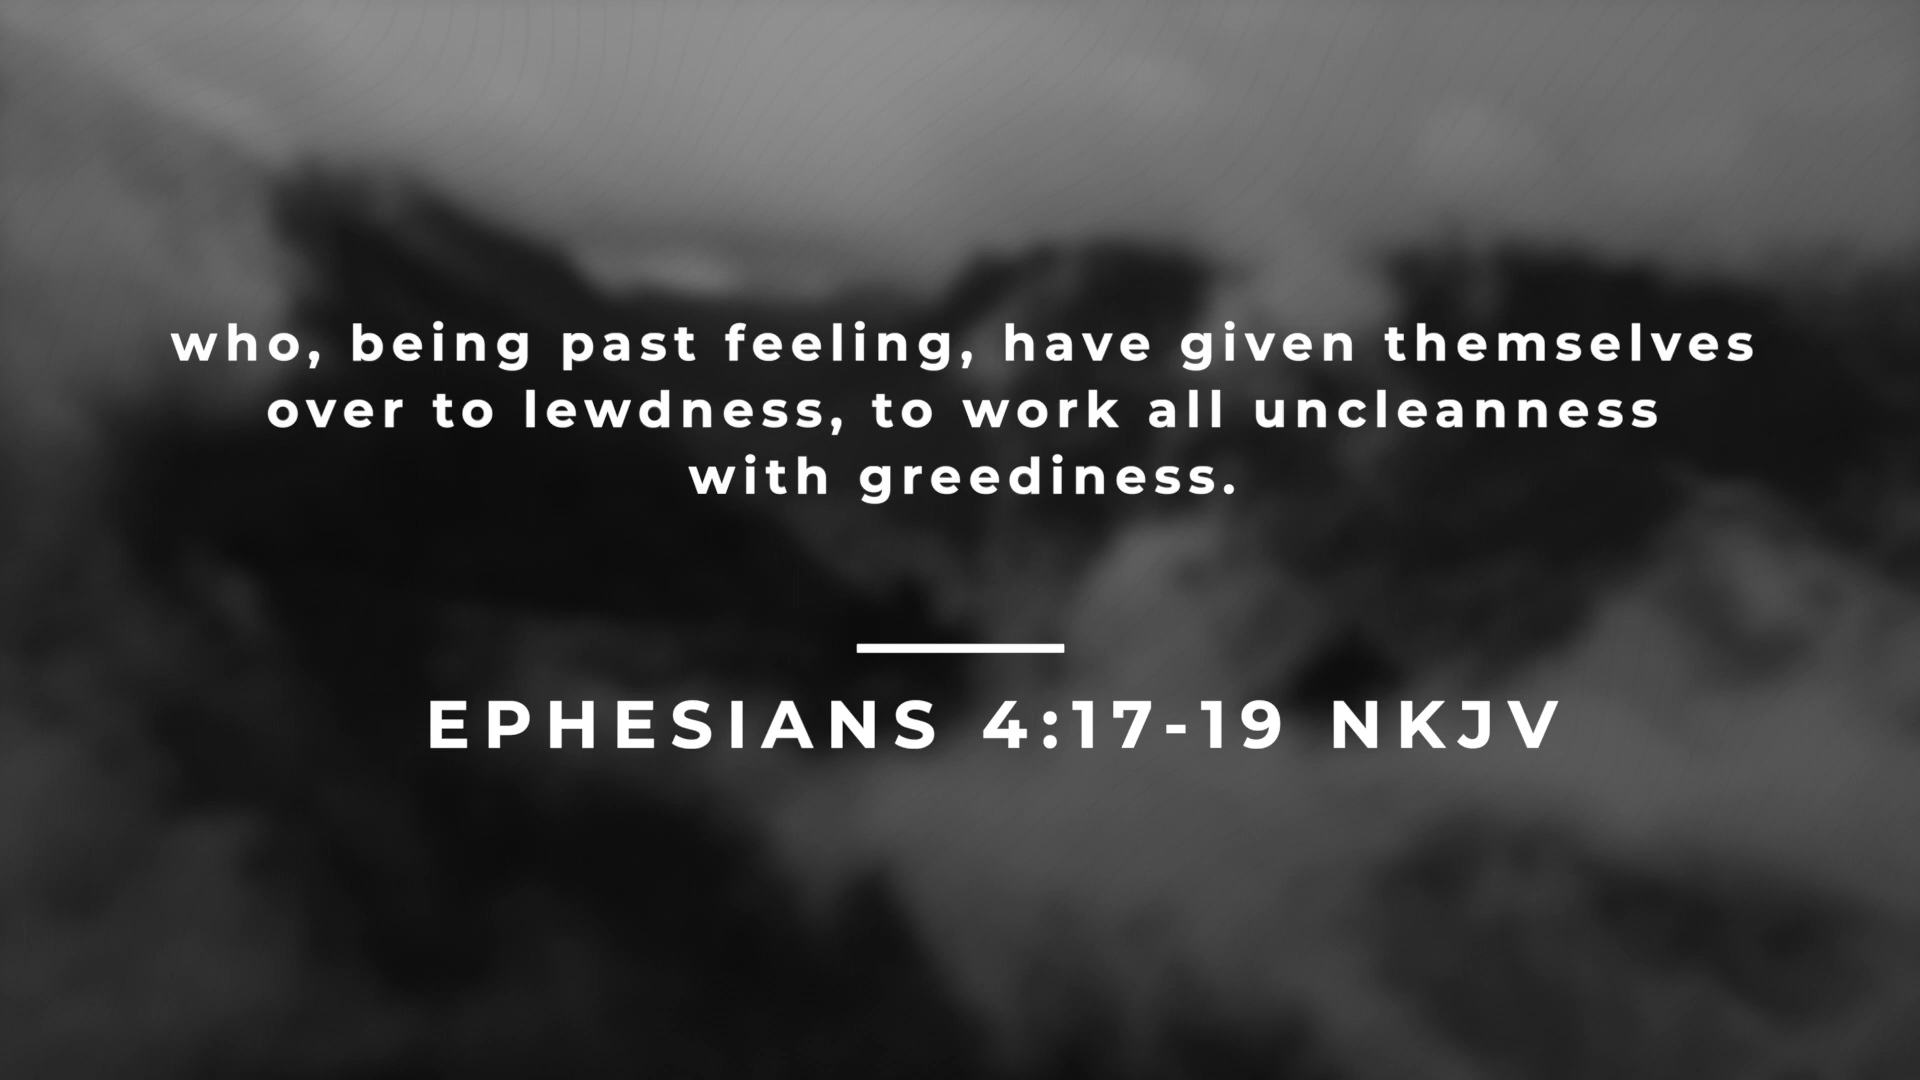 who, being past feeling, have given themselves
over to lewdness, to work all uncleanness
with greediness.
EPHESIANS 4:17-19 NKJV